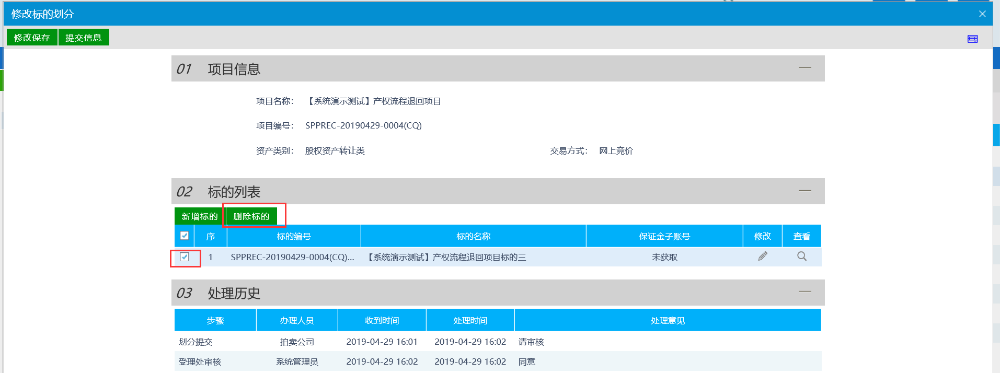 修改标的划分
修改保存 提交信息
01 项目信息
项目名称： 【系统演示测试】产权流程退回项目
项目编号： SPPREC-20190429-0004(CQ)
资产类别： 股权资产转让类 交易方式： 网上竞价
02 标的列表
新增标的 删除标的
序 标的编号 标的名称 保证金子账号 修改 查看
1 SPPREC-20190429-0004(CQ)... 【系统演示测试】产权流程退回项目标的三 未获取
03 处理历史
步骤 办理人员 收到时间 处理时间 处理意见
划分提交 拍卖公司 2019-04-29 16:01 2019-04-29 16:02 请审核
受理处审核 系统管理员 2019-04-29 16:02 2019-04-29 16:02 同意